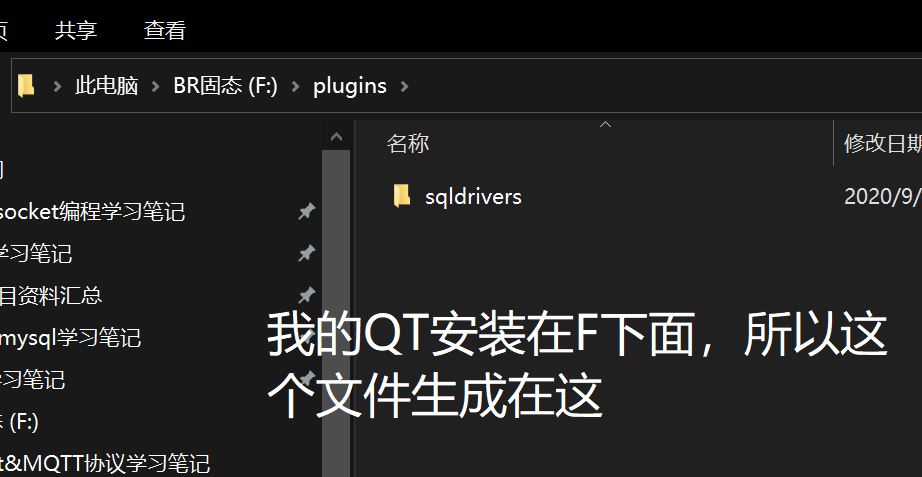 共享 查看
此电脑 BR固态 (F:) plugins
名称 修改日期
socket编程学习笔记
sqldrivers 2020/9/
学习笔记
目资料汇总
mysql学习笔记
学习笔记
(F:)
t&MQTT协议学习笔记
我的QT安装在F下面，所以这
个文件生成在这